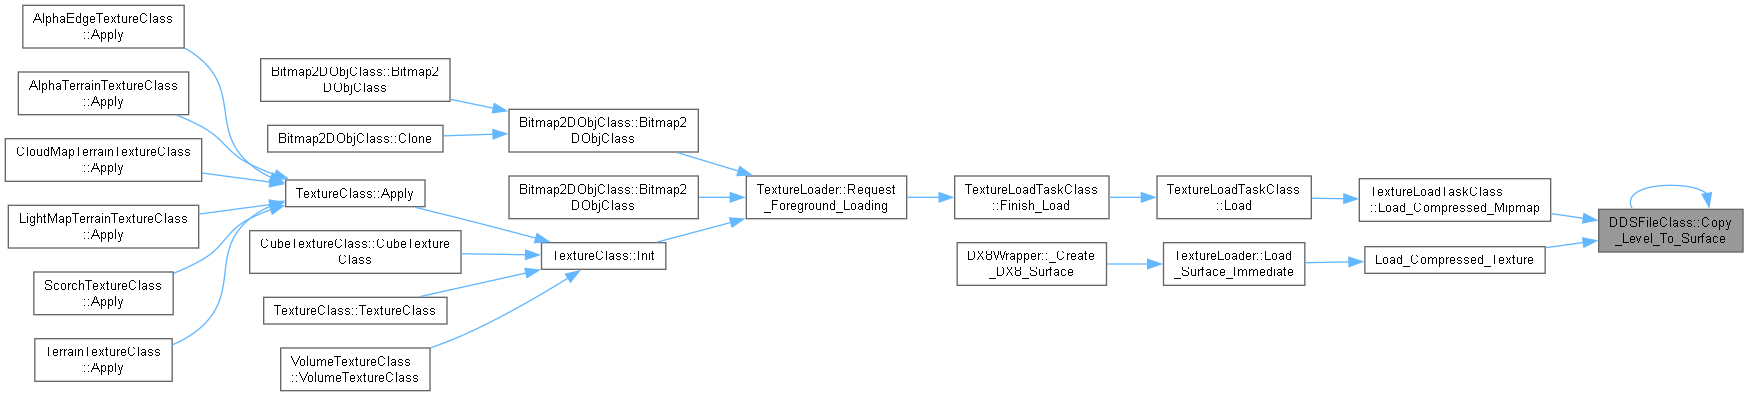 AlphaEdgeTextureClass
::Apply
AlphaTerrainTextureClass
::Apply
CloudMapTerrainTextureClass
::Apply
LightMapTerrainTextureClass
::Apply
ScorchTextureClass
::Apply
TerrainTextureClass
::Apply
Bitmap2DObjClass::Bitmap2
DObjClass
Bitmap2DObjClass::Clone
TextureClass::Apply
CubeTextureClass::CubeTexture
Class
TextureClass::TextureClass
VolumeTextureClass
::VolumeTextureClass
Bitmap2DObjClass::Bitmap2
DObjClass
Bitmap2DObjClass::Bitmap2
DObjClass
TextureClass::Init
TextureLoader::Request
_Foreground_Loading
TextureLoadTaskClass
::Finish_Load
DX8Wrapper::_Create
_DX8_Surface
TextureLoadTaskClass
::Load
TextureLoader::Load
_Surface_Immediate
TextureLoadTaskClass
::Load_Compressed_Mipmap
Load_Compressed_Texture
DDSFileClass::Copy
_Level_To_Surface